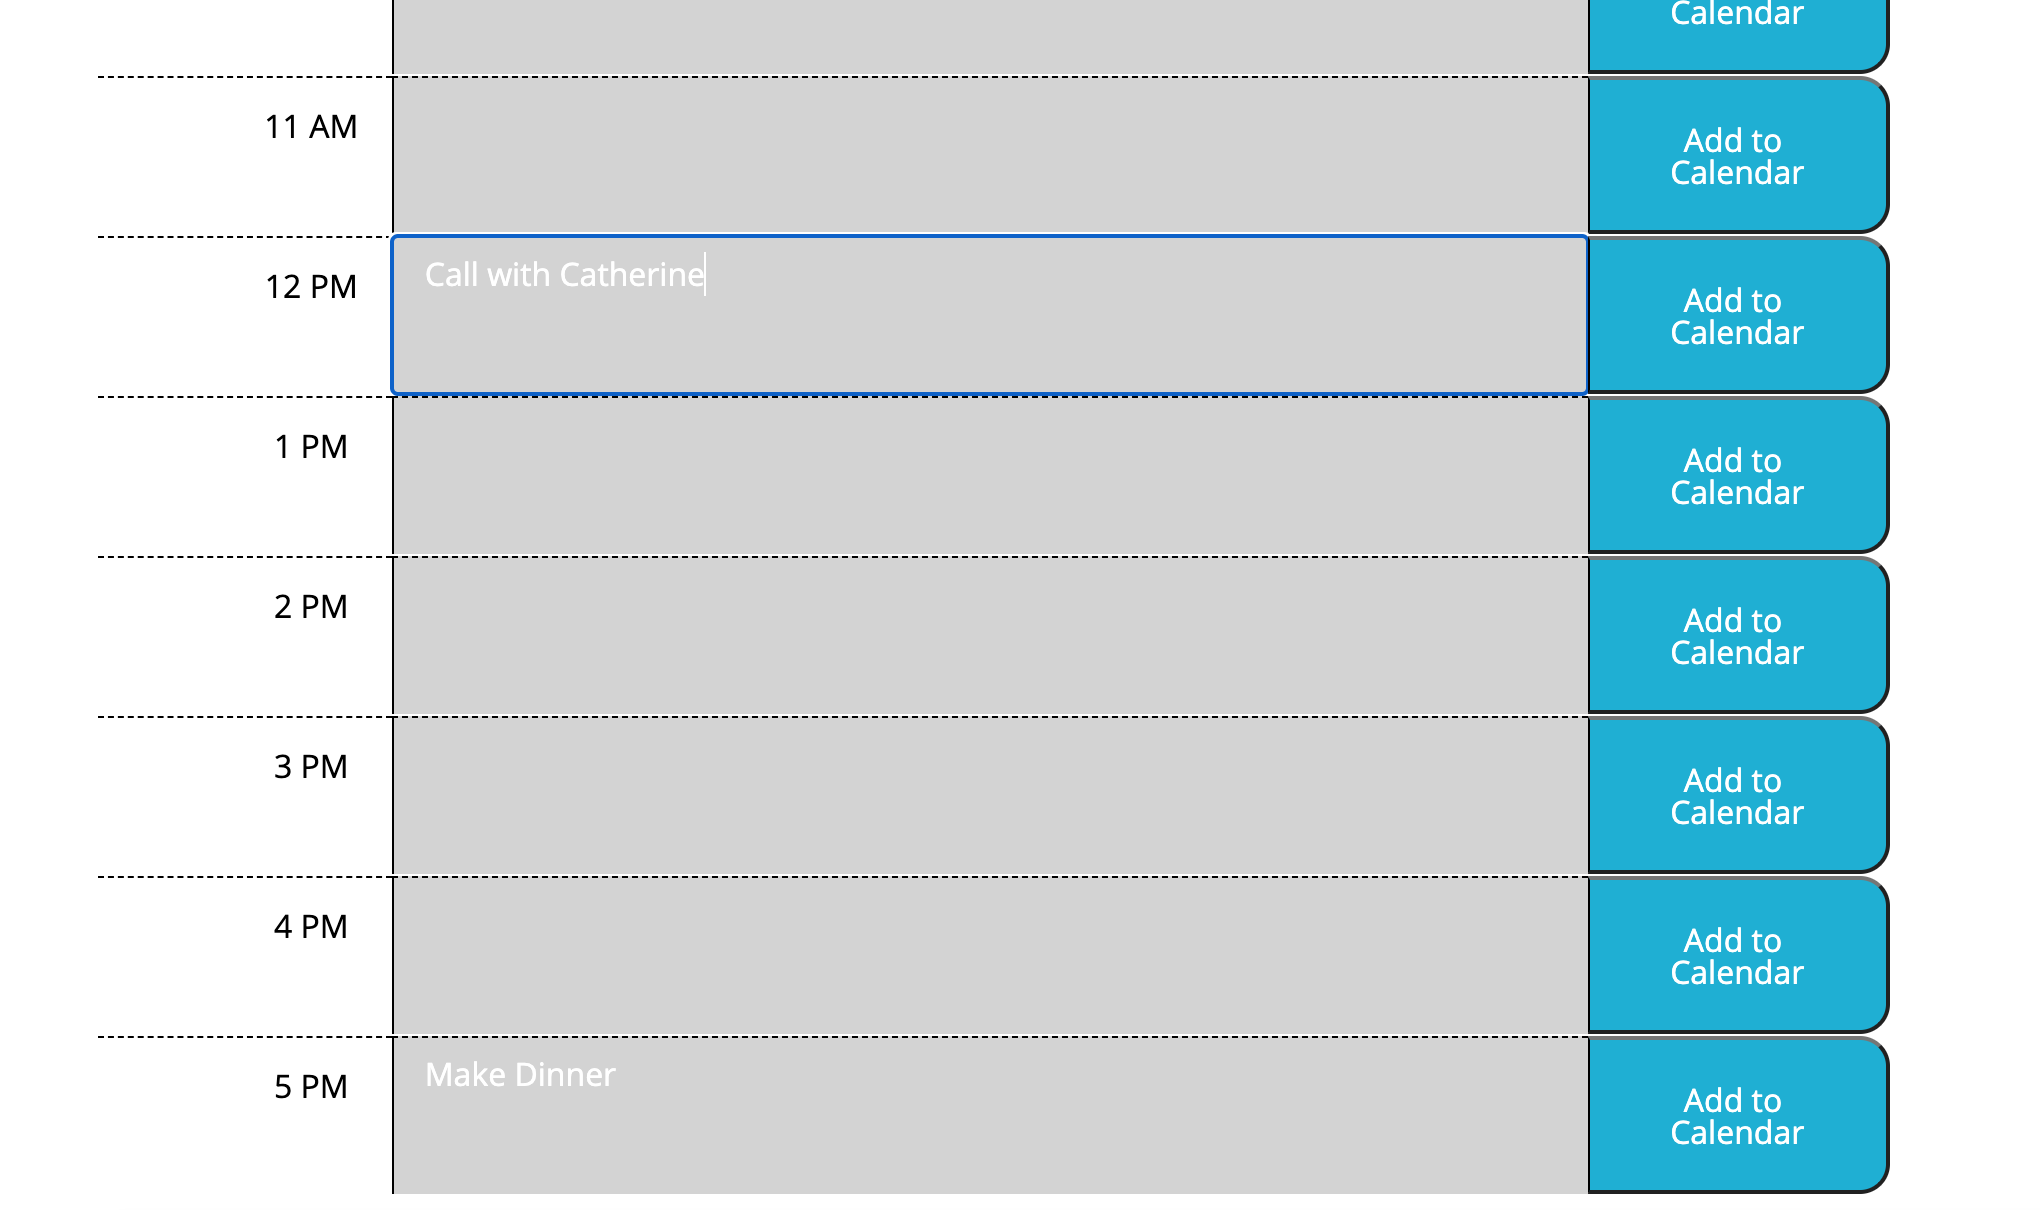 Calendar
11 AM
Add to
Calendar
12 PM
Call with Catherine
Add to
Calendar
1 PM
Add to
Calendar
2 PM
Add to
Calendar
3 PM
Add to
Calendar
4 PM
Add to
Calendar
5 PM
Make Dinner
Add to
Calendar